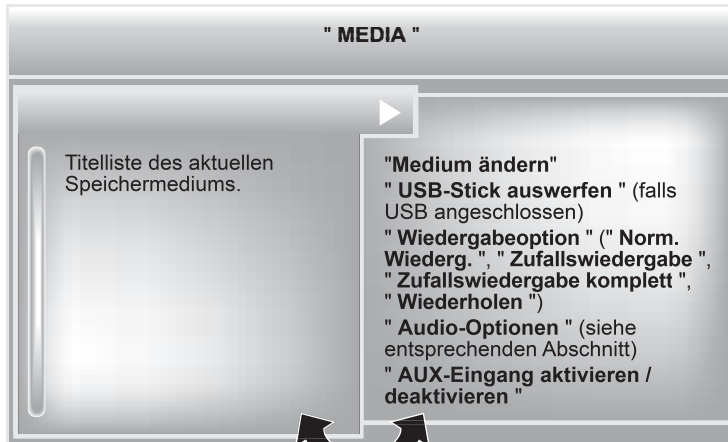 " MEDIA "
Titelliste des aktuellen
Speichermediums.
"Medium ändern"
" USB-Stick auswerfen " (falls
USB angeschlossen)
" Wiedergabeoption " (" Norm.
Wiederg. ", " Zufallswiedergabe ",
" Zufallswiedergabe komplett ",
" Wiederholen ")
" Audio-Optionen " (siehe
entsprechenden Abschnitt)
" AUX-Eingang aktivieren /
deaktivieren "